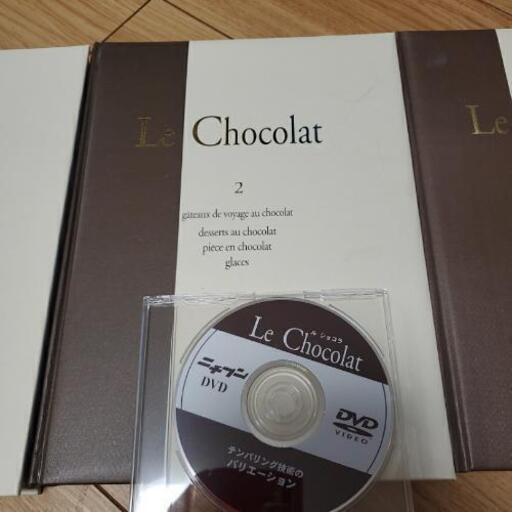 Le Chocolat
Le
2
gâteaux de voyage au chocolat
desserts au chocolat
pièce en chocolat
glaces
ル ショコラ
Le Chocolat
ニチブン
DVD
DVD
VIDEO
テンパリング技術の
バリエーション